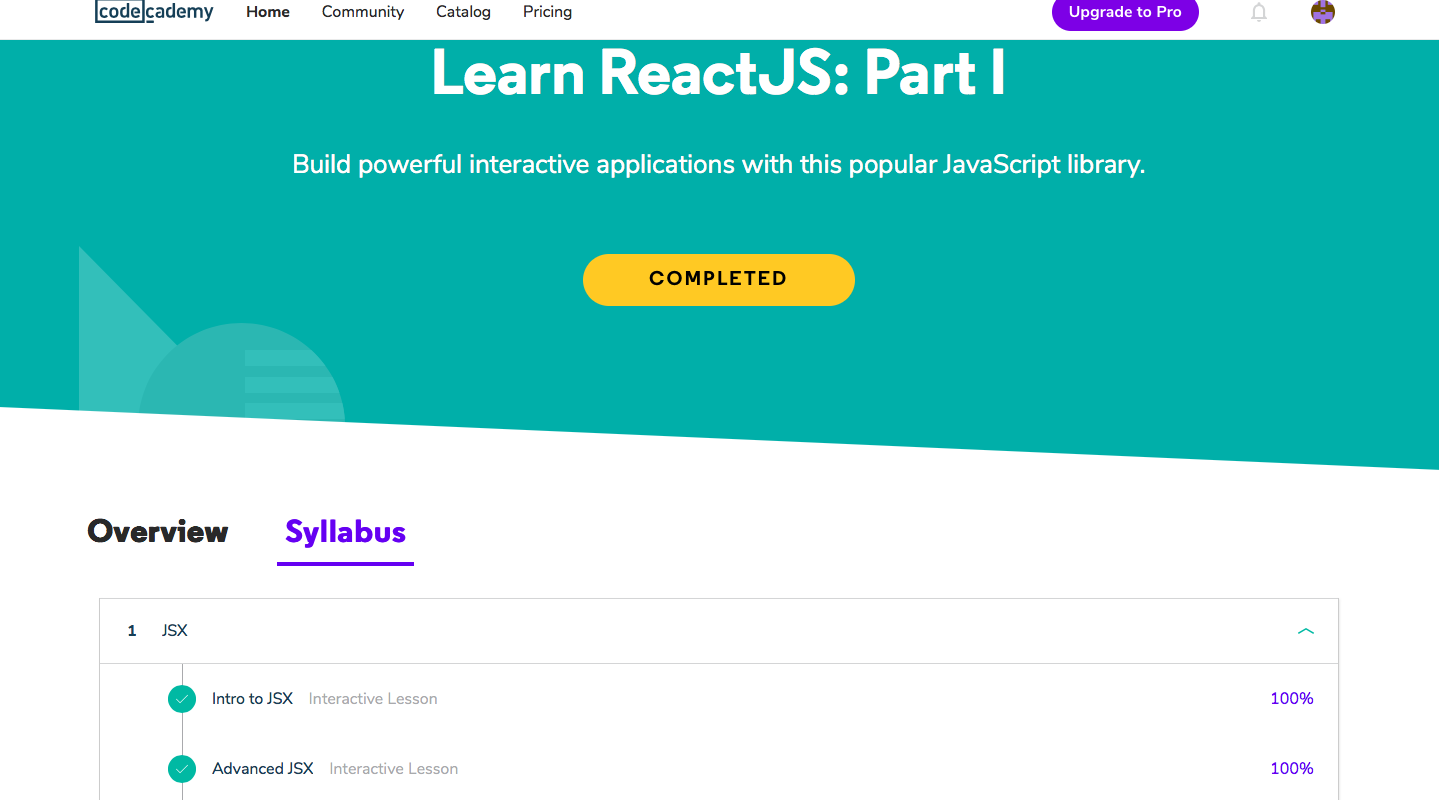 codecademy Home Community Catalog Pricing Upgrade to Pro
Learn ReactJS: Part I
Build powerful interactive applications with this popular JavaScript library.
COMPLETED
Overview Syllabus
1 JSX
Intro to JSX Interactive Lesson 100%
Advanced JSX Interactive Lesson 100%